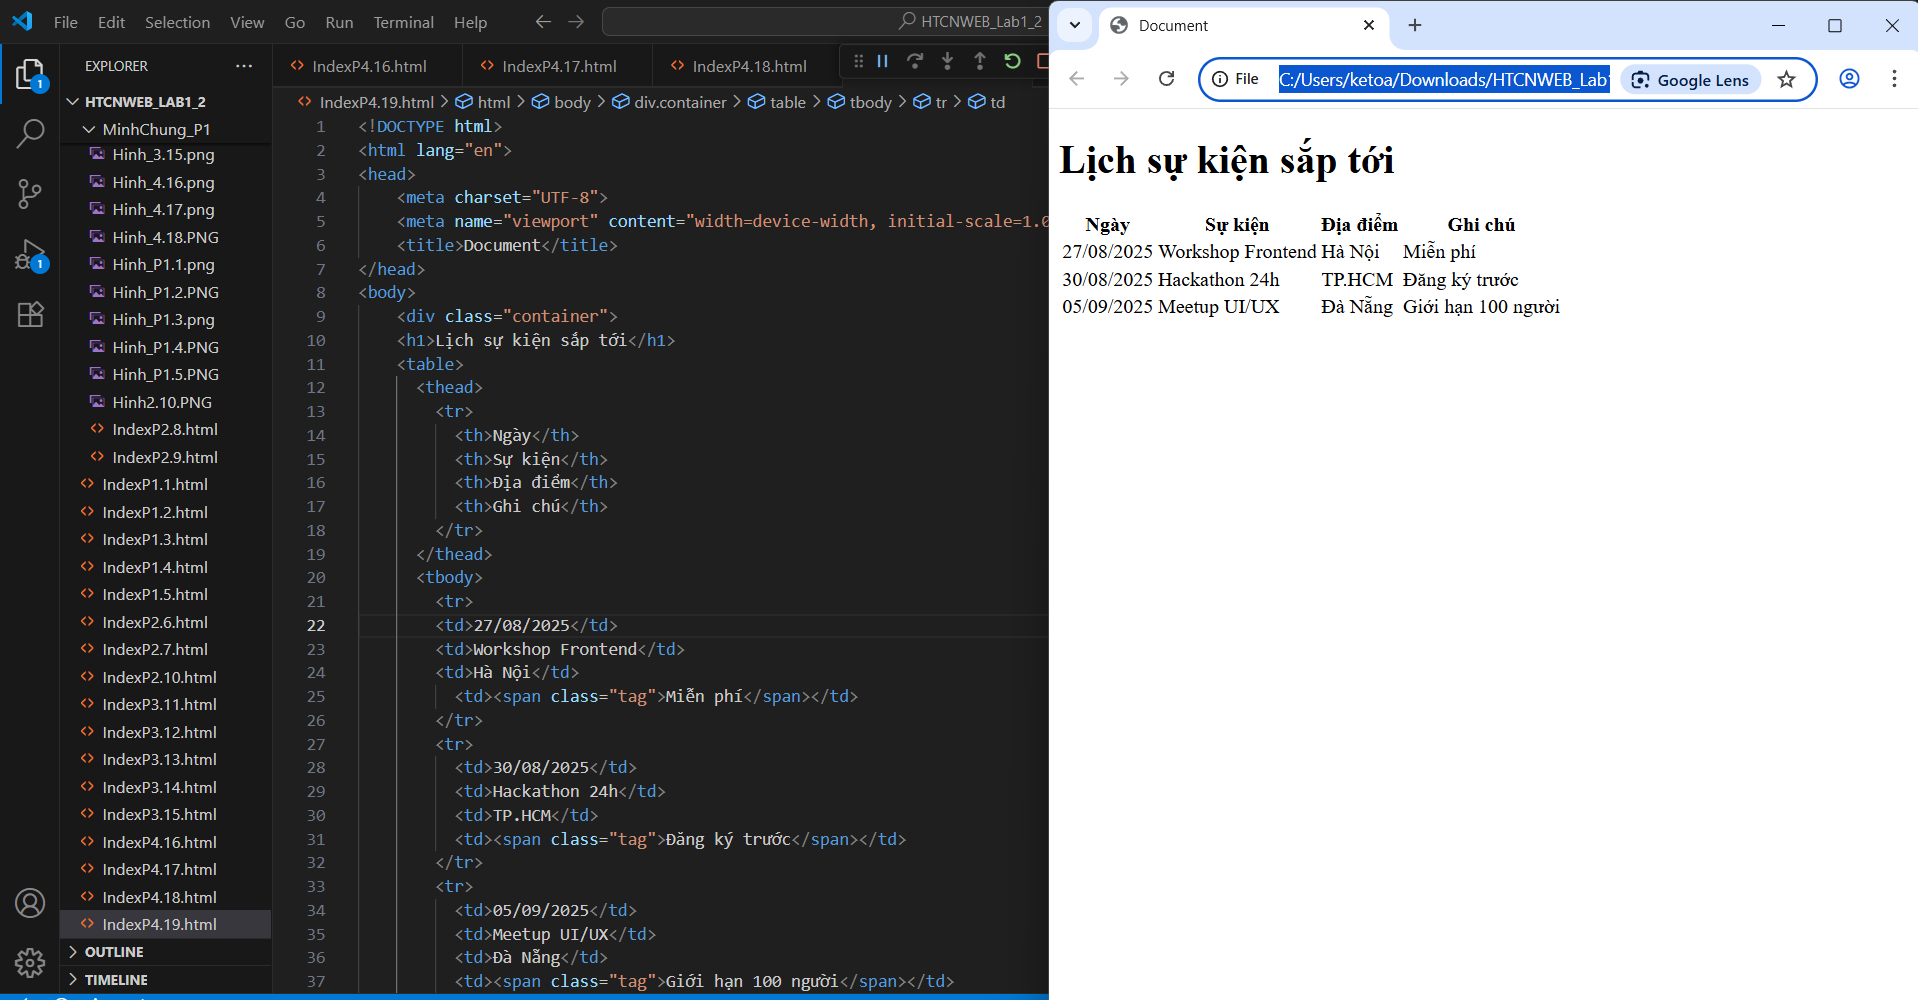 File Edit Selection View Go Run Terminal Help
HTCNWEB_Lab1_2
EXPLORER
HTCNWEB_LAB1_2
MinhChung_P1
Hinh_3.15.png
Hinh_4.16.png
Hinh_4.17.png
Hinh_4.18.PNG
Hinh_P1.1.png
Hinh_P1.2.PNG
Hinh_P1.3.png
Hinh_P1.4.PNG
Hinh_P1.5.PNG
Hinh2.10.PNG
IndexP2.8.html
IndexP2.9.html
IndexP1.1.html
IndexP1.2.html
IndexP1.3.html
IndexP1.4.html
IndexP1.5.html
IndexP2.6.html
IndexP2.7.html
IndexP2.10.html
IndexP3.11.html
IndexP3.12.html
IndexP3.13.html
IndexP3.14.html
IndexP3.15.html
IndexP4.16.html
IndexP4.17.html
IndexP4.18.html
IndexP4.19.html
OUTLINE
TIMELINE
1
1
IndexP4.16.html IndexP4.17.html IndexP4.18.html
IndexP4.19.html > html > body > div.container > table > tbody > tr > td
1 <!DOCTYPE html>
2 <html lang="en">
3 <head>
4 <meta charset="UTF-8">
5 <meta name="viewport" content="width=device-width, initial-scale=1.0
6 <title>Document</title>
7 </head>
8 <body>
9 <div class="container">
10 <h1>Lịch sự kiện sắp tới</h1>
11 <table>
12 <thead>
13 <tr>
14 <th>Ngày</th>
15 <th>Sự kiện</th>
16 <th>Địa điểm</th>
17 <th>Ghi chú</th>
18 </tr>
19 </thead>
20 <tbody>
21 <tr>
22 <td>27/08/2025</td>
23 <td>Workshop Frontend</td>
24 <td>Hà Nội</td>
25 <td><span class="tag">Miễn phí</span></td>
26 </tr>
27 <tr>
28 <td>30/08/2025</td>
29 <td>Hackathon 24h</td>
30 <td>TP.HCM</td>
31 <td><span class="tag">Đăng ký trước</span></td>
32 </tr>
33 <tr>
34 <td>05/09/2025</td>
35 <td>Meetup UI/UX</td>
36 <td>Đà Nẵng</td>
37 <td><span class="tag">Giới hạn 100 người</span></td>
Document
File C:/Users/ketoa/Downloads/HTCNWEB_Lab Google Lens
Lịch sự kiện sắp tới
Ngày Sự kiện Địa điểm Ghi chú
27/08/2025 Workshop Frontend Hà Nội Miễn phí
30/08/2025 Hackathon 24h TP.HCM Đăng ký trước
05/09/2025 Meetup UI/UX Đà Nẵng Giới hạn 100 người